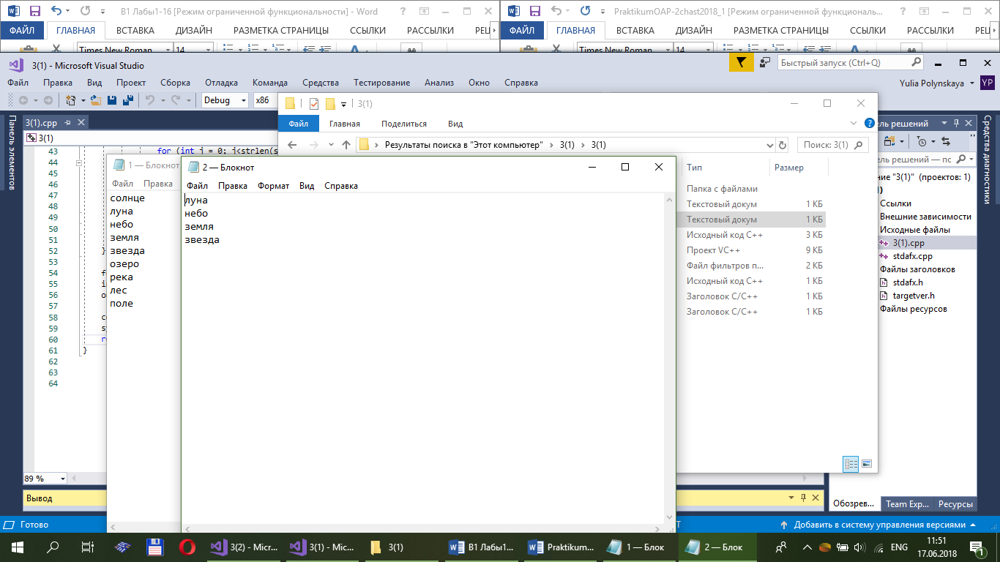 В1 Лабы1-16 [Режим ограниченной функциональности] - Word
PraktikumOAP-2chast2018_1 [Режим ограниченной функциональ...
ФАЙЛ ГЛАВНАЯ ВСТАВКА ДИЗАЙН РАЗМЕТКА СТРАНИЦЫ ССЫЛКИ РАССЫЛКИ РЕЦ
ФАЙЛ ГЛАВНАЯ ВСТАВКА ДИЗАЙН РАЗМЕТКА СТРАНИЦЫ ССЫЛКИ РАССЫЛКИ РЕЦ
Times New Roman 14
Times New Roman 14
3(1) - Microsoft Visual Studio
Быстрый запуск (Ctrl+Q)
Файл Правка Вид Проект Сборка Отладка Команда Средства Тестирование Анализ Окно Справка
Yulia Polynskaya YP
Debug x86
Панель элементов
3(1).cpp
3(1)
43 for (int j = 0; j<strlen(s
44
45
46
47
48
49
50
51
52 }
53
54 f
55 i
56 o
57
58 co
59 sy
60 re
61 }
62
63
64
89 %
Вывод
Готово
3(1)
Файл Главная Поделиться Вид
Результаты поиска в "Этот компьютер" 3(1) 3(1)
Поиск: 3(1)
Тип Размер
Папка с файлами
Текстовый докум 1 КБ
Текстовый докум 1 КБ
Исходный код C++ 3 КБ
Проект VC++ 9 КБ
Файл фильтров п... 2 КБ
Исходный код C++ 1 КБ
Заголовок C/C++ 1 КБ
Заголовок C/C++ 1 КБ
1 — Блокнот
Файл Правка
солнце
луна
небо
земля
звезда
озеро
река
лес
поле
2 — Блокнот
Файл Правка Формат Вид Справка
луна
небо
земля
звезда
решений
ель решений — пс
ние "3(1)" (проектов: 1)
1)
Ссылки
Внешние зависимости
Исходные файлы
3(1).cpp
stdafx.cpp
Файлы заголовков
stdafx.h
targetver.h
Файлы ресурсов
Средства диагностики
Обозрев... Team Exp... Ресурсы
Добавить в систему управления версиями
3(2) - Micr... 3(1) - Mic... 3(1) В1 Лабы1... Praktikum... 1 — Блок 2 — Блок
ENG
11:51
17.06.2018
1